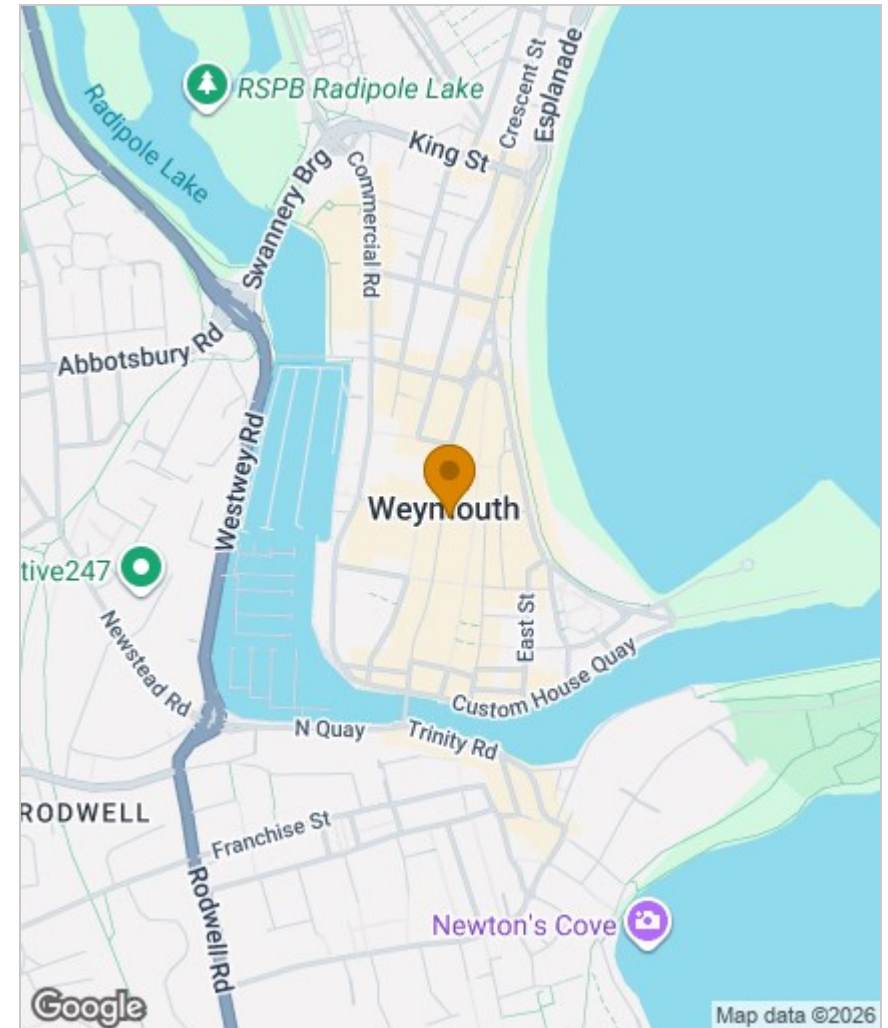 RSPB Radipole Lake
Radipole Lake
Swannery Brg
King St
Crescent St
Esplanade
Commercial Rd
Abbotsbury Rd
Westwey Rd
Weymouth
tive247
Newstead Rd
East St
Custom House Quay
N Quay
Trinity Rd
RODWELL
Franchise St
Rodwell Rd
Newton's Cove
Google
Map data ©2026